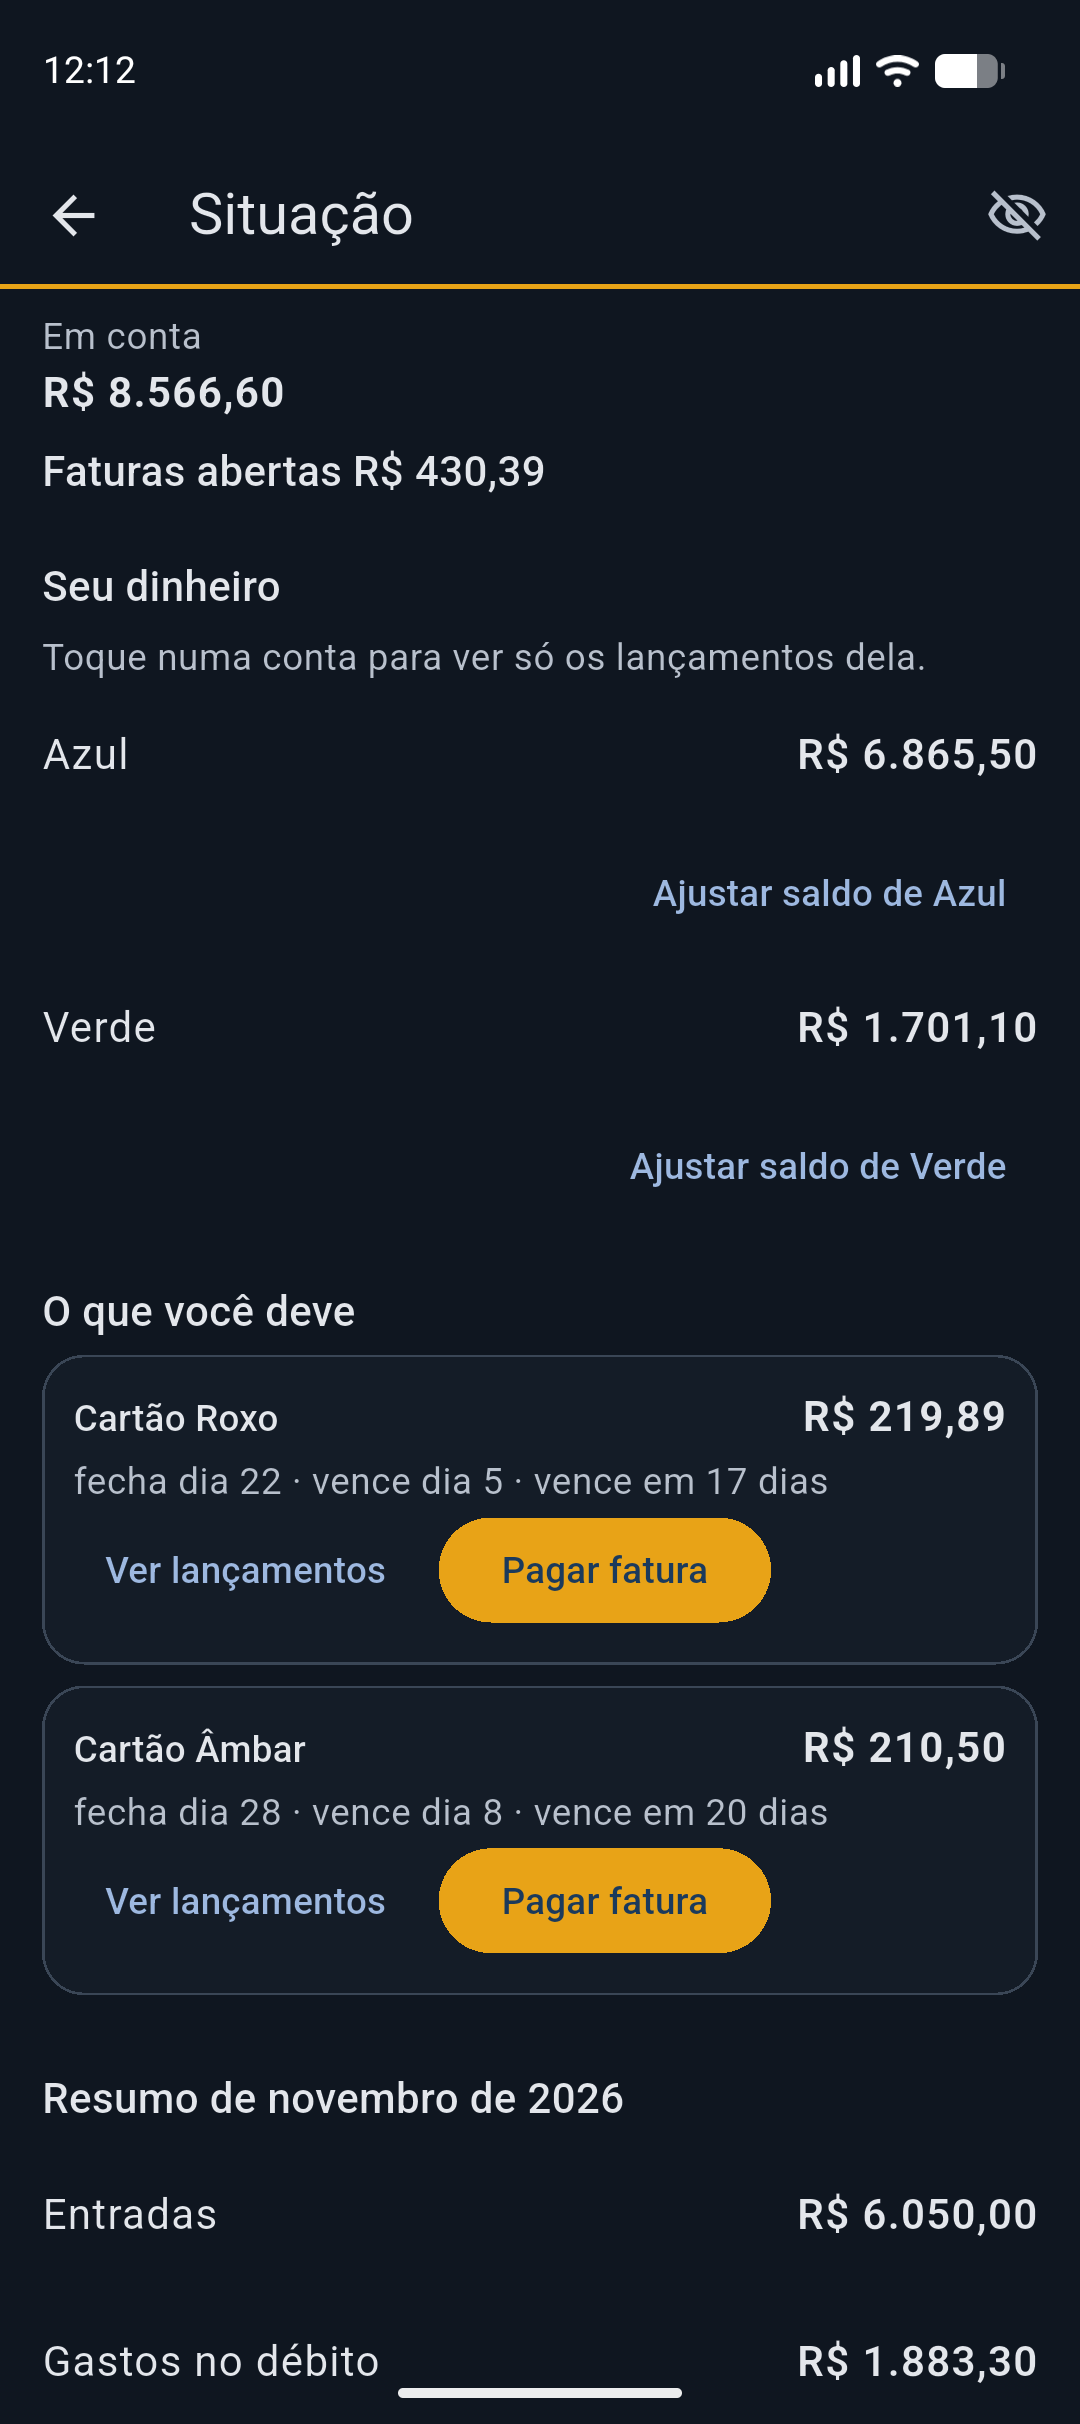 12:12
Situação
Em conta
R$ 8.566,60
Faturas abertas R$ 430,39
Seu dinheiro
Toque numa conta para ver só os lançamentos dela.
Azul R$ 6.865,50
Ajustar saldo de Azul
Verde R$ 1.701,10
Ajustar saldo de Verde
O que você deve
Cartão Roxo R$ 219,89
fecha dia 22 · vence dia 5 · vence em 17 dias
Ver lançamentos Pagar fatura
Cartão Âmbar R$ 210,50
fecha dia 28 · vence dia 8 · vence em 20 dias
Ver lançamentos Pagar fatura
Resumo de novembro de 2026
Entradas R$ 6.050,00
Gastos no débito R$ 1.883,30